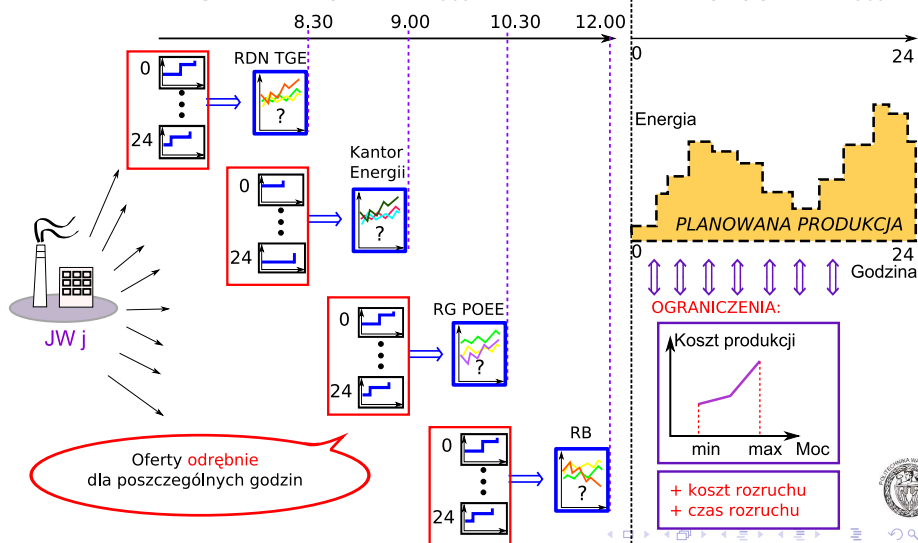 8.30
9.00
10.30
12.00
0
24
RDN TGE
0
24
?
Kantor
Energii
0
24
?
RG POEE
0
24
?
RB
0
24
?
JW j
Oferty odrębnie
dla poszczególnych godzin
Energia
PLANOWANA PRODUKCJA
0
24
Godzina
OGRANICZENIA:
Koszt produkcji
min
max
Moc
+ koszt rozruchu
+ czas rozruchu